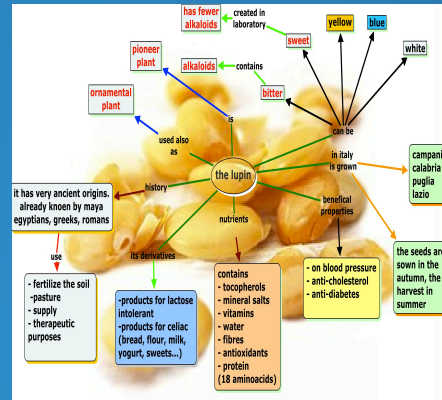 has fewer
alkaloids
created in
laboratory
yellow
blue
white
pioneer
plant
sweet
alkaloids
contains
bitter
ornamental
plant
is
can be
used also
as
in italy
is grown
campani
calabria
puglia
lazio
the lupin
it has very ancient origins.
already knoen by maya
egyptians, greeks, romans
history
benefical
properties
nutrients
use
its derivatives
- fertilize the soil
-pasture
- supply
- therapeutic
purposes
-products for lactose
intolerant
-products for celiac
(bread, flour, milk,
yogurt, sweets...)
contains
- tocopherols
- mineral salts
- vitamins
- water
- fibres
- antioxidants
- protein
(18 aminoacids)
- on blood pressure
- anti-cholesterol
- anti-diabetes
the seeds are
sown in the
autumn, the
harvest in
summer